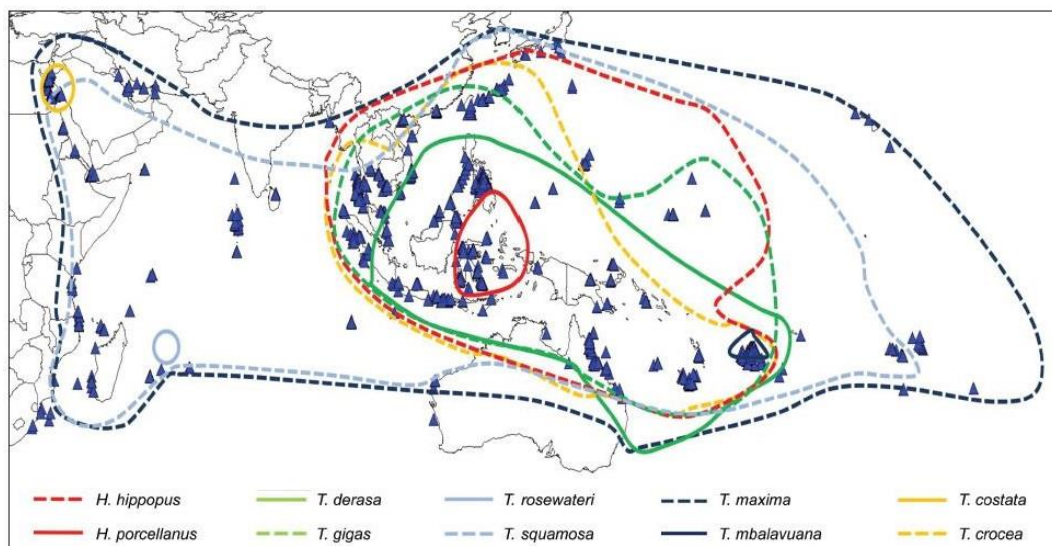 H. hippopus T. derasa T. rosewateri T. maxima T. costata
H. porcellanus T. gigas T. squamosa T. mbalavuana T. crocea